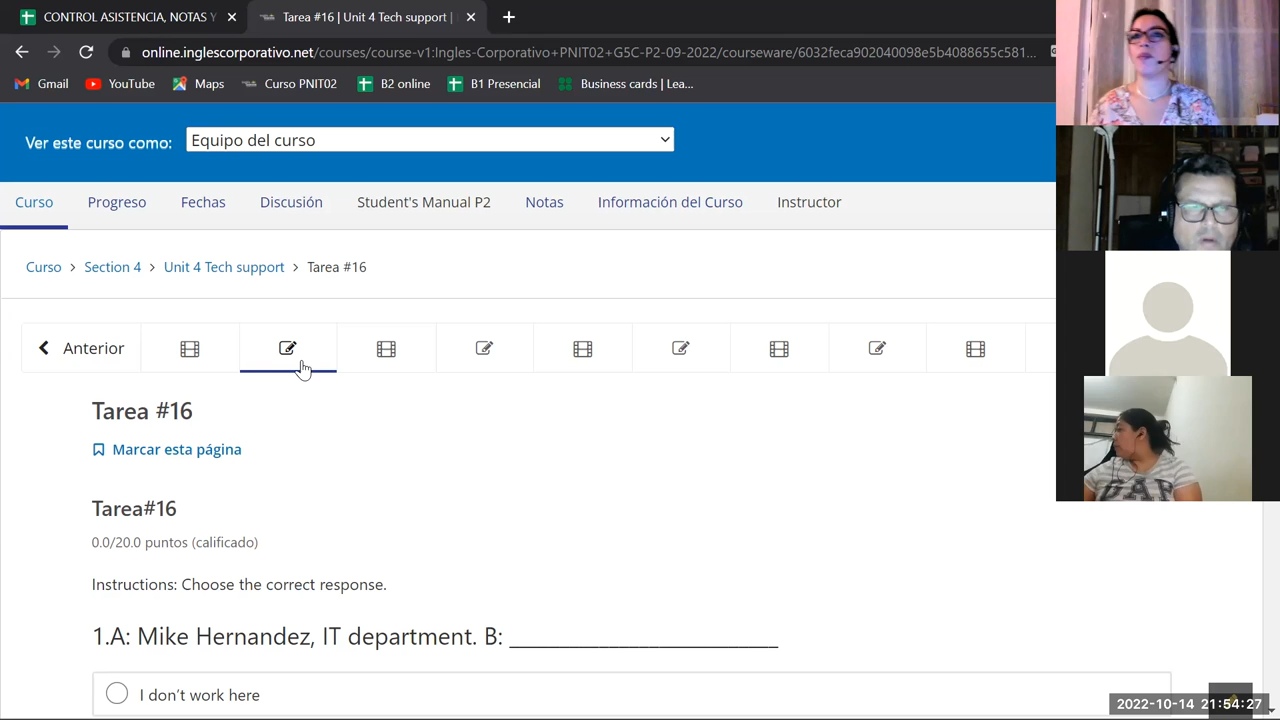 CONTROL ASISTENCIA, NOTAS Y
Tarea #16 | Unit 4 Tech support |
online.inglescorporativo.net/courses/course-v1:Ingles-Corporativo+PNIT02+G5C-P2-09-2022/courseware/6032feca90240098e5b4088655c581...
Gmail
YouTube
Maps
Curso PNIT02
B2 online
B1 Presencial
Business cards | Lea...
Ver este curso como:
Equipo del curso
Curso
Progreso
Fechas
Discusión
Student's Manual P2
Notas
Información del Curso
Instructor
Curso > Section 4 > Unit 4 Tech support > Tarea #16
Anterior
Tarea #16
Marcar esta página
Tarea#16
0.0/20.0 puntos (calificado)
Instructions: Choose the correct response.
1.A: Mike Hernandez, IT department. B: ___________________________
I don't work here
2022-10-14 21:54:27